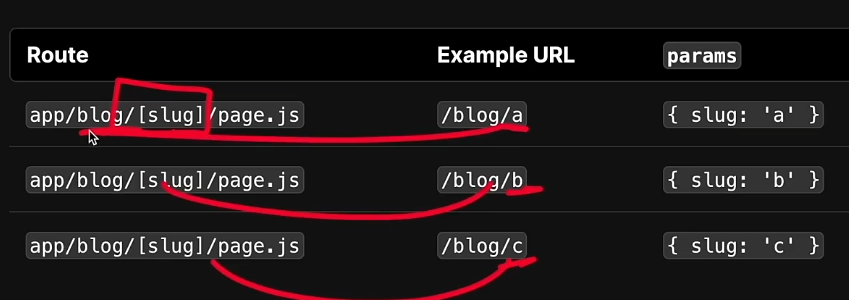 Route Example URL params
app/blog/[slug]/page.js /blog/a { slug: 'a' }
app/blog/[slug]/page.js /blog/b { slug: 'b' }
app/blog/[slug]/page.js /blog/c { slug: 'c' }